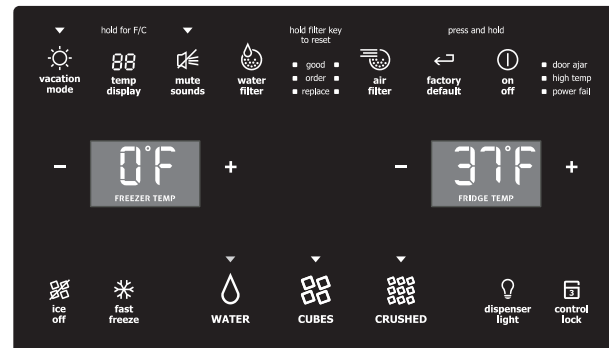 hold for F/C
hold filter key
to reset
press and hold
88
vacation
mode
temp
display
mute
sounds
water
filter
good
order
replace
air
filter
factory
default
on
off
door ajar
high temp
power fail
- 0°F +
FREEZER TEMP
- 37°F +
FRIDGE TEMP
ice
off
fast
freeze
WATER
CUBES
CRUSHED
dispenser
light
3
control
lock